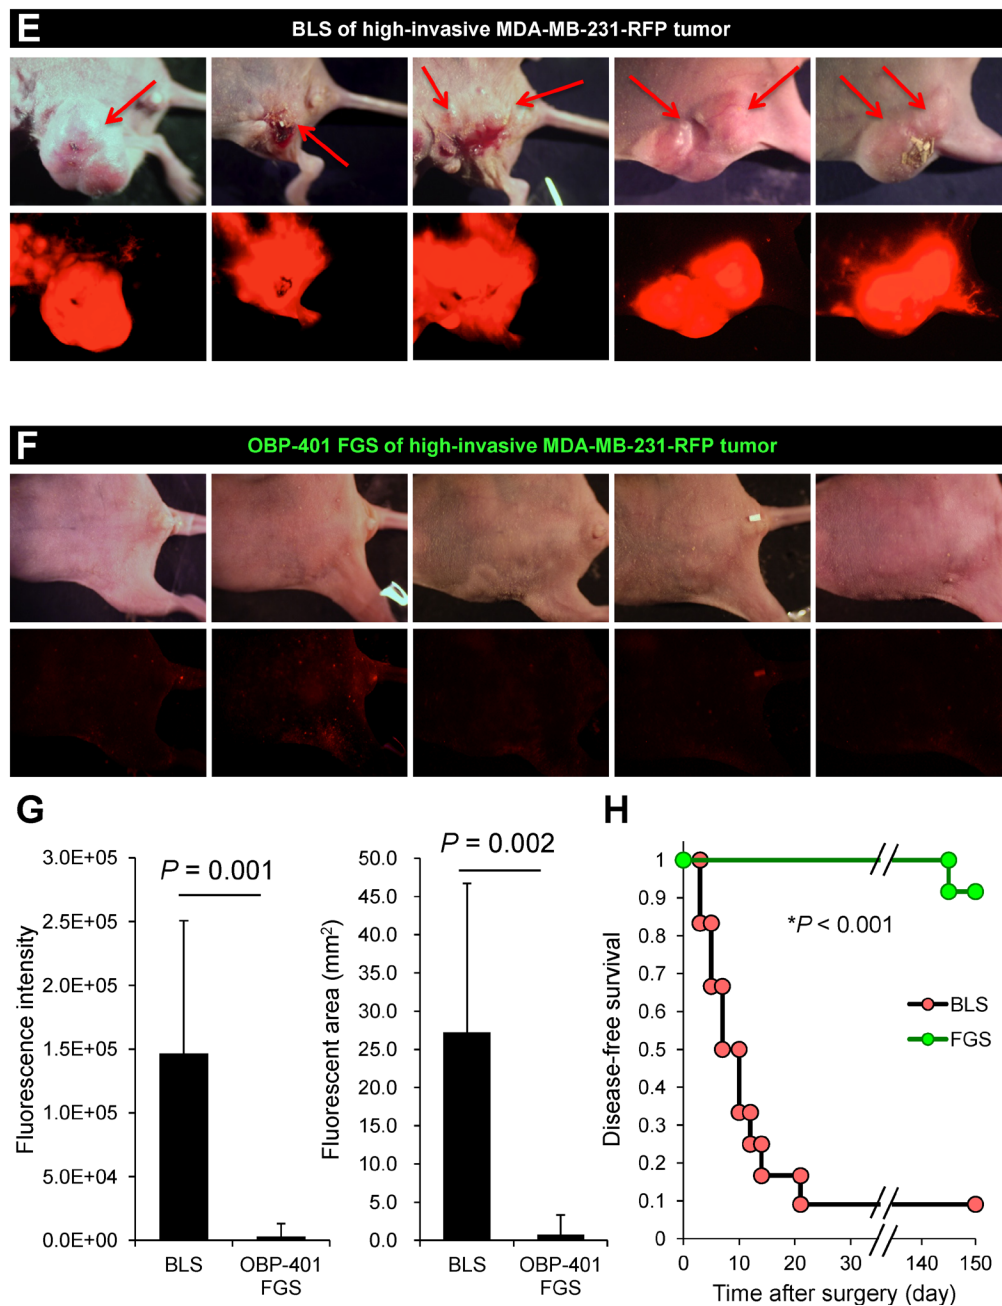 E
BLS of high-invasive MDA-MB-231-RFP tumor
F
OBP-401 FGS of high-invasive MDA-MB-231-RFP tumor
G
P = 0.001
Fluorescence intensity
3.0E+05
2.5E+05
2.0E+05
1.5E+05
1.0E+05
5.0E+04
0.0E+00
BLS
OBP-401
FGS
P = 0.002
Fluorescent area (mm²)
50.0
45.0
40.0
35.0
30.0
25.0
20.0
15.0
10.0
5.0
0.0
BLS
OBP-401
FGS
H
Disease-free survival
1
0.9
0.8
0.7
0.6
0.5
0.4
0.3
0.2
0.1
0
*P < 0.001
BLS
FGS
0 10 20 30 140 150
Time after surgery (day)